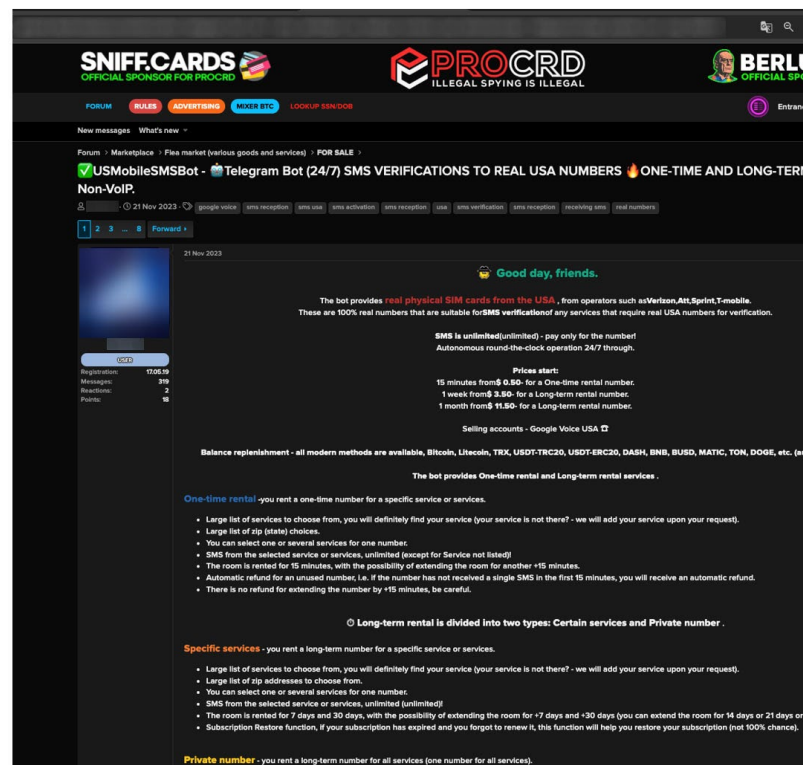 SNIFF.CARDS
OFFICIAL SPONSOR FOR PROCRD
PROCRD
ILLEGAL SPYING IS ILLEGAL
OFFICIAL
FORUM RULES ADVERTISING MIXER BTC LOOKUP SSN/DOB
New messages What's new
Forum > Marketplace > Flea market (various goods and services) > FOR SALE >
✅USMobileSMSBot - 🤖Telegram Bot (24/7) SMS VERIFICATIONS TO REAL USA NUMBERS 🔥ONE-TIME AND LONG-TERM
Non-VoIP.
21 Nov 2023 google voice sms reception sms usa sms activation sms reception usa sms verification sms reception receiving sms real numbers
1 2 3 ... 8 Forward
21 Nov 2023
Good day, friends.
The bot provides real physical SIM cards from the USA , from operators such asVerizon,Att,Sprint,T-mobile.
These are 100% real numbers that are suitable forSMS verificationof any services that require real USA numbers for verification.
SMS is unlimited(unlimited) - pay only for the number!
Autonomous round-the-clock operation 24/7 through.
USER
Registration: 17.05.19
Messages: 319
Reactions: 2
Points: 18
Prices start:
15 minutes from$ 0.50- for a One-time rental number.
1 week from$ 3.50- for a Long-term rental number.
1 month from$ 11.50- for a Long-term rental number.
Selling accounts - Google Voice USA ☎
Balance replenishment - all modern methods are available, Bitcoin, Litecoin, TRX, USDT-TRC20, USDT-ERC20, DASH, BNB, BUSD, MATIC, TON, DOGE, etc.
The bot provides One-time rental and Long-term rental services .
One-time rental -you rent a one-time number for a specific service or services.
• Large list of services to choose from, you will definitely find your service (your service is not there? - we will add your service upon your request).
• Large list of zip (state) choices.
• You can select one or several services for one number.
• SMS from the selected service or services, unlimited (except for Service not listed)!
• The room is rented for 15 minutes, with the possibility of extending the room for another +15 minutes.
• Automatic refund for an unused number, i.e. if the number has not received a single SMS in the first 15 minutes, you will receive an automatic refund.
• There is no refund for extending the number by +15 minutes, be careful.
⏱ Long-term rental is divided into two types: Certain services and Private number .
Specific services - you rent a long-term number for a specific service or services.
• Large list of services to choose from, you will definitely find your service (your service is not there? - we will add your service upon your request).
• Large list of zip addresses to choose from.
• You can select one or several services for one number.
• SMS from the selected service or services, unlimited (unlimited)!
• The room is rented for 7 days and 30 days, with the possibility of extending the room for +7 days and +30 days (you can extend the room for 14 days or 21 days or
• Subscription Restore function, if your subscription has expired and you forgot to renew it, this function will help you restore your subscription (not 100% chance).
Private number - you rent a long-term number for all services (one number for all services).